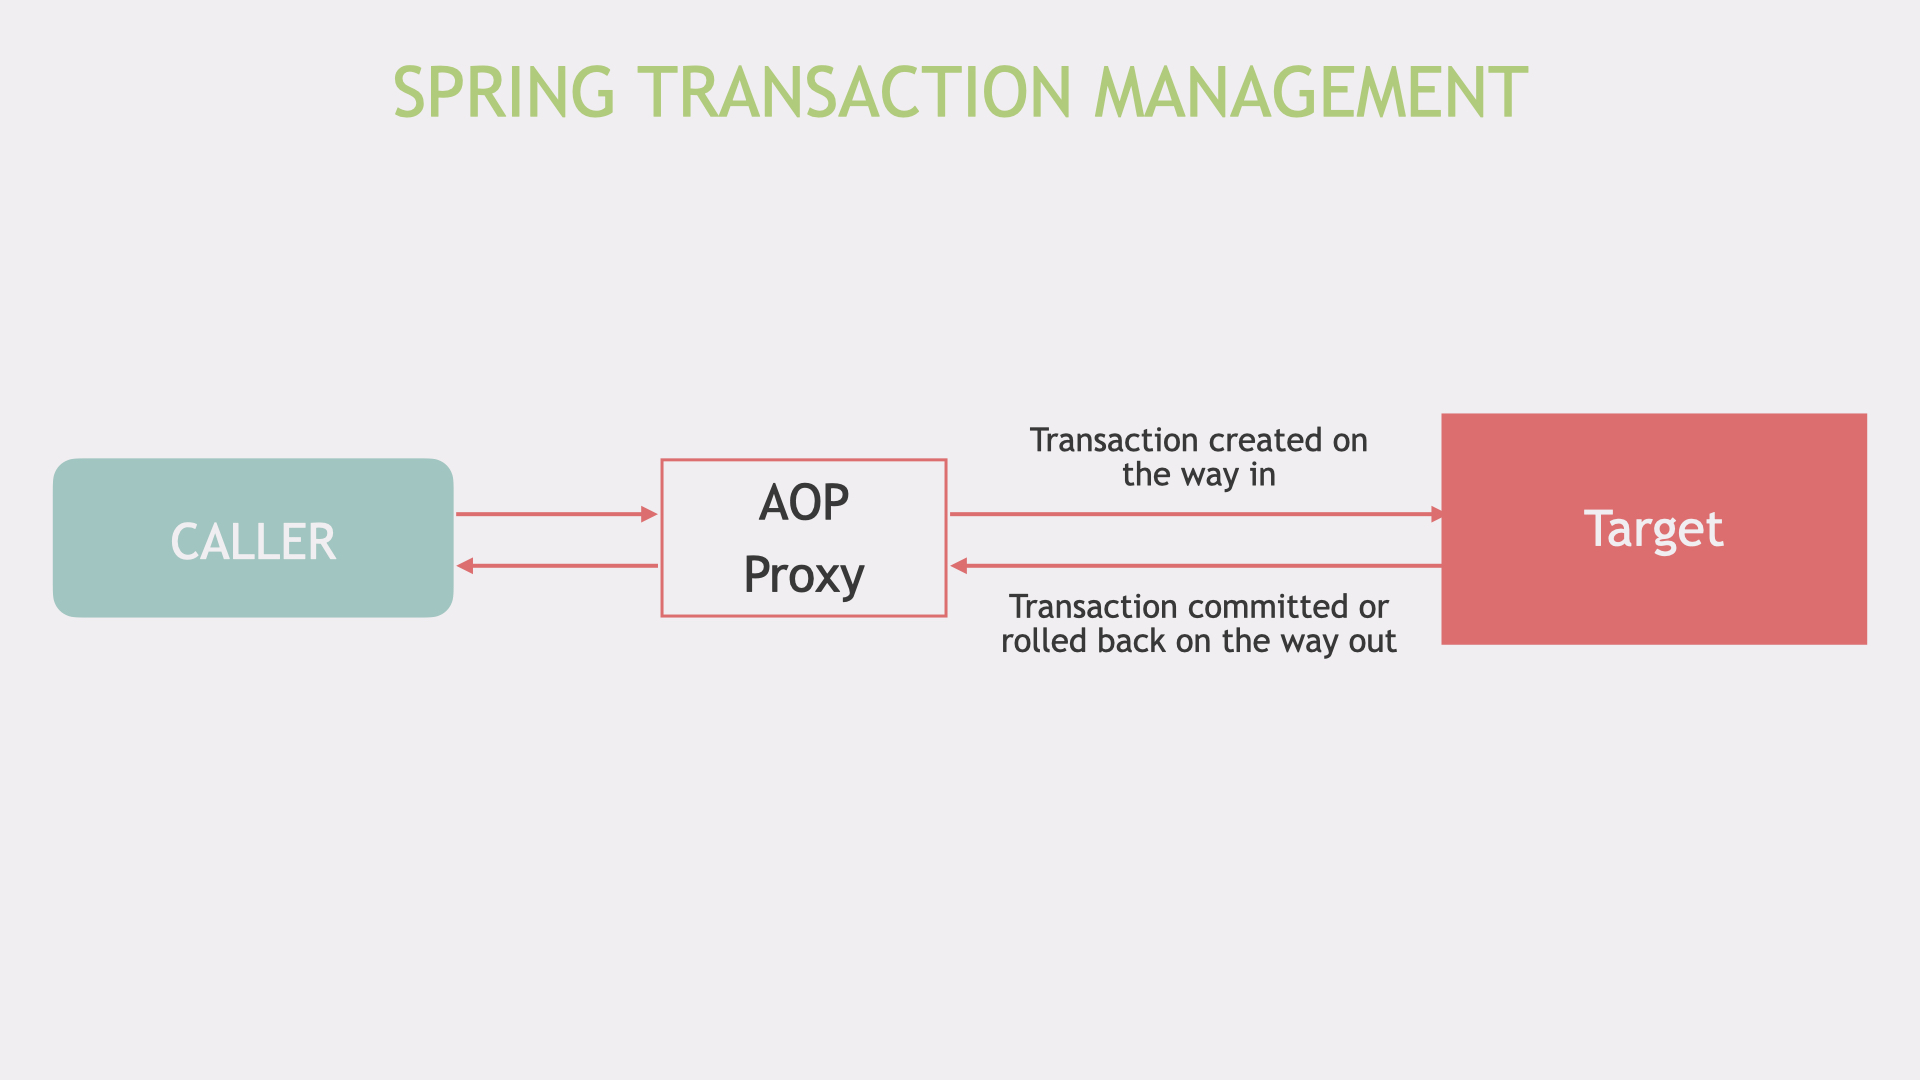 SPRING TRANSACTION MANAGEMENT
CALLER
AOP
Proxy
Transaction created on
the way in
Transaction committed or
rolled back on the way out
Target